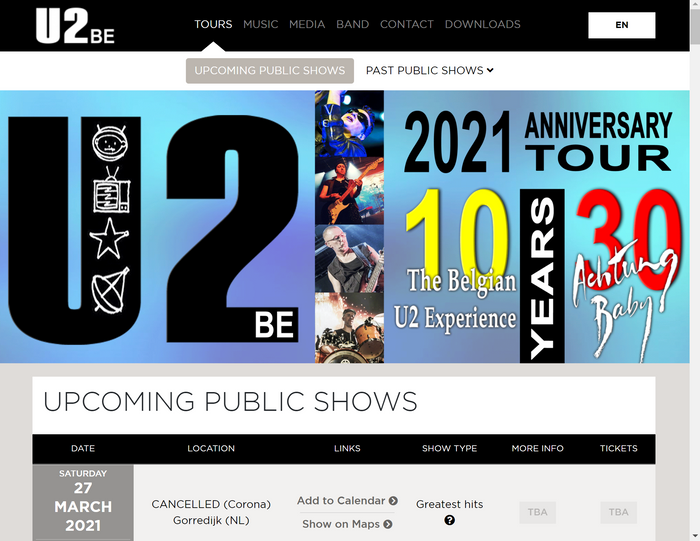 U2BE
TOURS MUSIC MEDIA BAND CONTACT DOWNLOADS
EN
UPCOMING PUBLIC SHOWS PAST PUBLIC SHOWS
U2
BE
2021 ANNIVERSARY
TOUR
10 YEARS 30
The Belgian
U2 Experience
Achtung
Baby
UPCOMING PUBLIC SHOWS
DATE LOCATION LINKS SHOW TYPE MORE INFO TICKETS
SATURDAY
27
MARCH
2021
CANCELLED (Corona)
Gorredijk (NL)
Add to Calendar
Show on Maps
Greatest hits
?
TBA
TBA